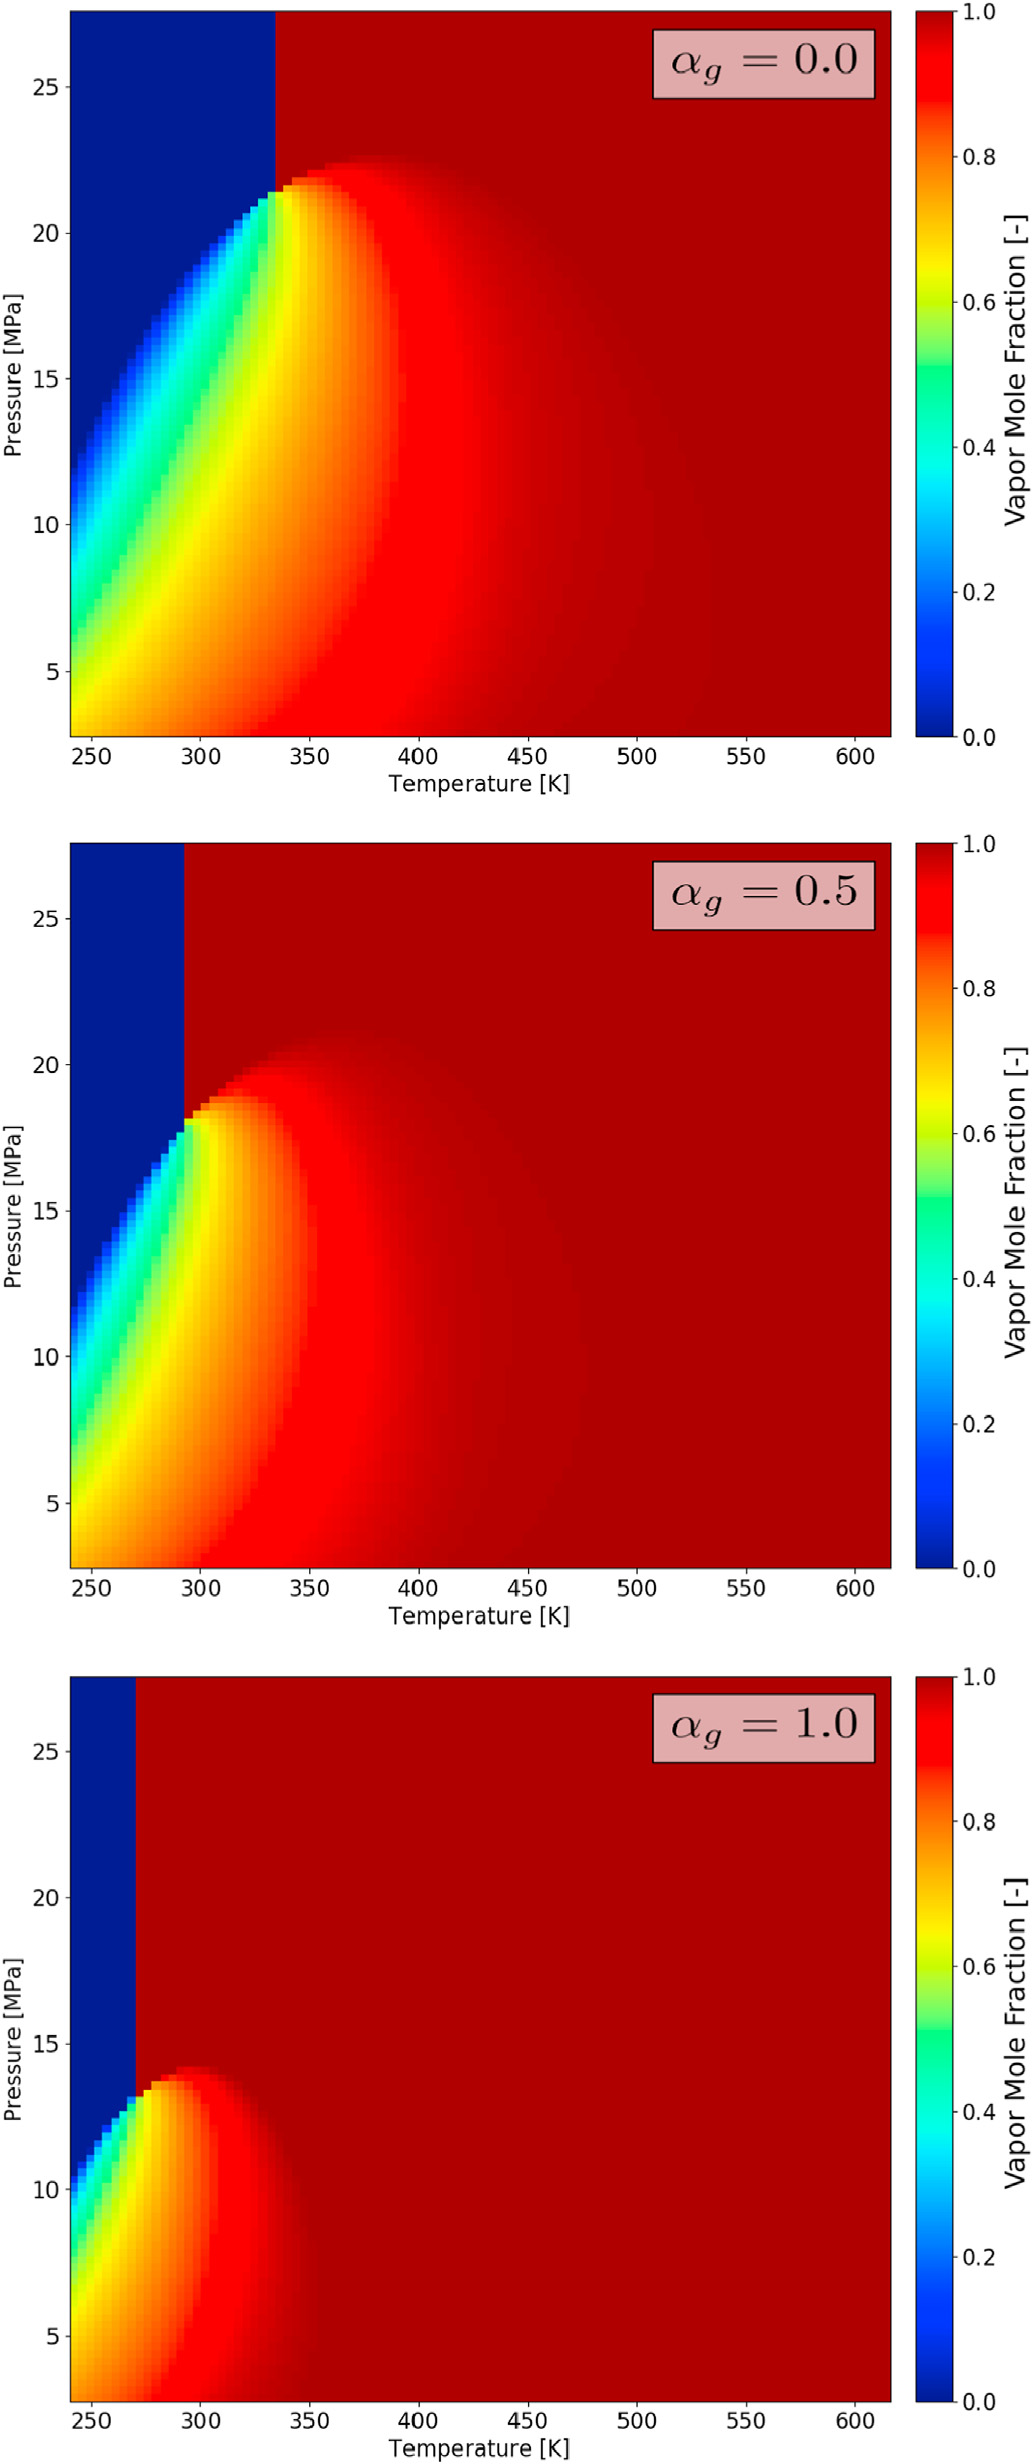 α_g = 0.0
25
20
15
10
5
Pressure [MPa]
250 300 350 400 450 500 550 600
Temperature [K]
1.0
0.8
0.6
0.4
0.2
0.0
Vapor Mole Fraction [-]
α_g = 0.5
25
20
15
10
5
Pressure [MPa]
250 300 350 400 450 500 550 600
Temperature [K]
1.0
0.8
0.6
0.4
0.2
0.0
Vapor Mole Fraction [-]
α_g = 1.0
25
20
15
10
5
Pressure [MPa]
250 300 350 400 450 500 550 600
Temperature [K]
1.0
0.8
0.6
0.4
0.2
0.0
Vapor Mole Fraction [-]